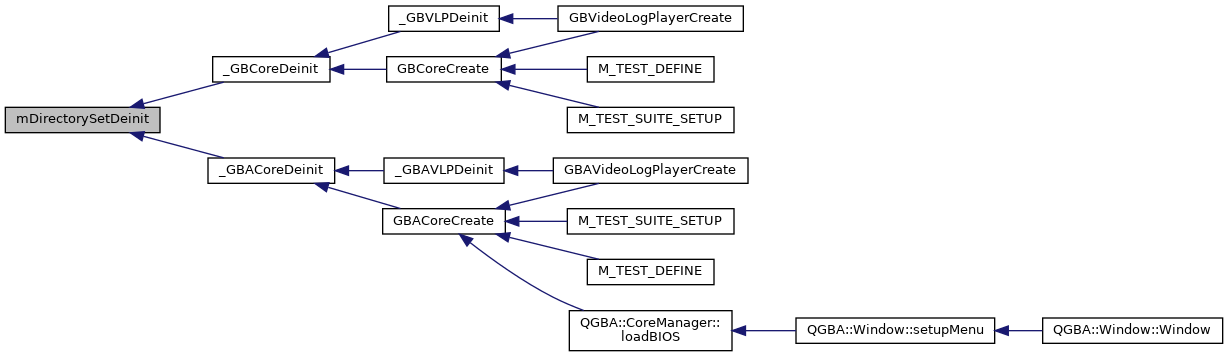 _GBVLPDeinit
GBVideoLogPlayerCreate
_GBCoreDeinit
GBCoreCreate
M_TEST_DEFINE
mDirectorySetDeinit
M_TEST_SUITE_SETUP
_GBACoreDeinit
_GBAVLPDeinit
GBAVideoLogPlayerCreate
GBACoreCreate
M_TEST_SUITE_SETUP
M_TEST_DEFINE
QGBA::CoreManager::
loadBIOS
QGBA::Window::setupMenu
QGBA::Window::Window